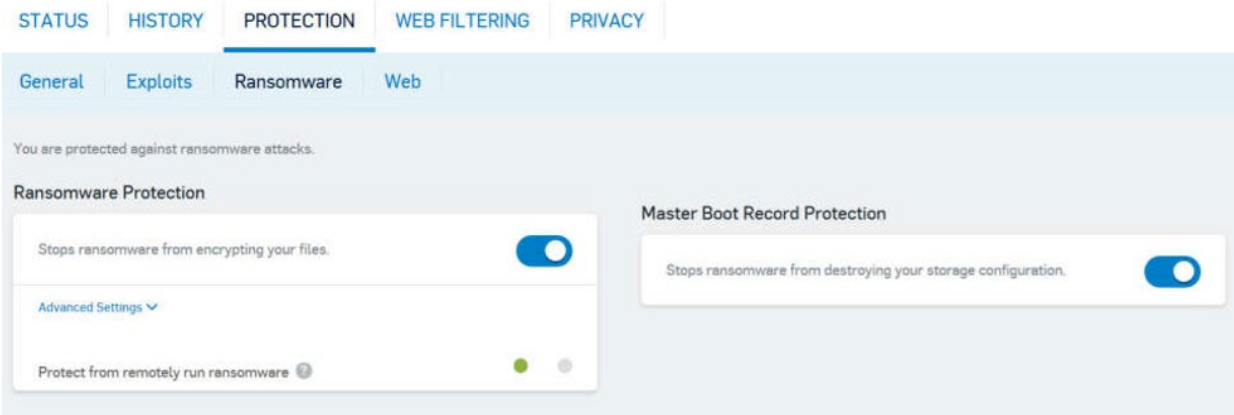 STATUS HISTORY PROTECTION WEB FILTERING PRIVACY
General Exploits Ransomware Web
You are protected against ransomware attacks.
Ransomware Protection
Stops ransomware from encrypting your files.
Advanced Settings
Protect from remotely run ransomware ?
Master Boot Record Protection
Stops ransomware from destroying your storage configuration.